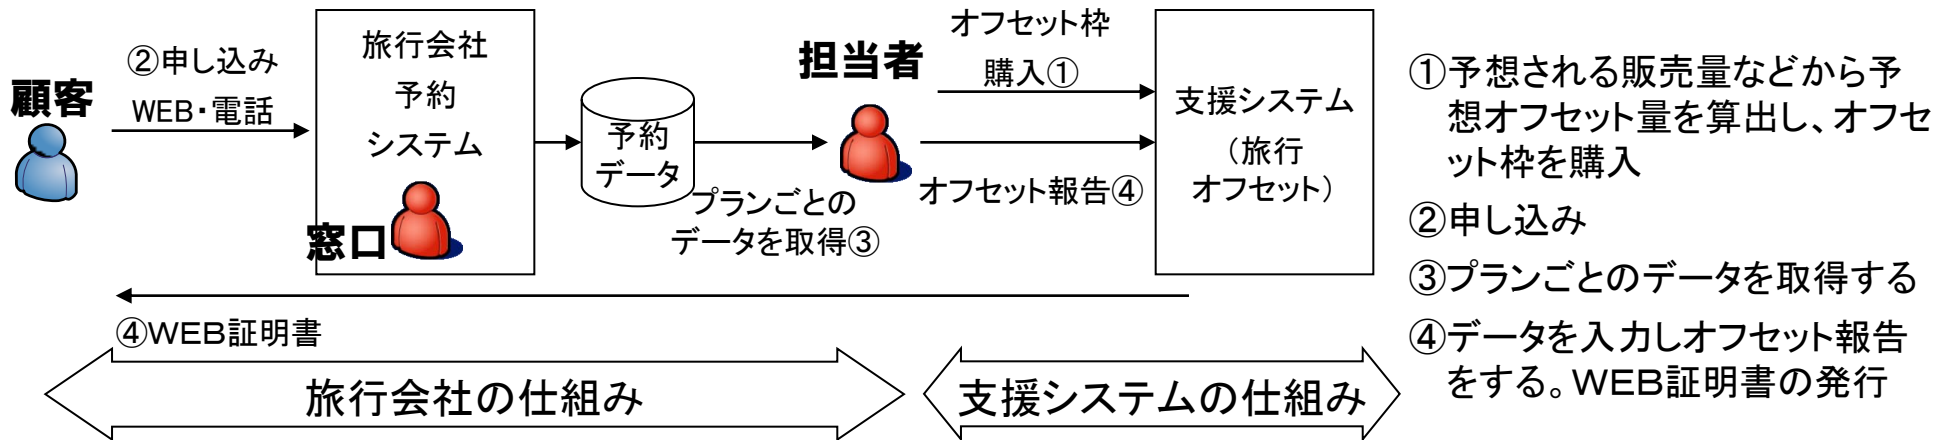 顧客
②申し込み
WEB・電話
旅行会社
予約
システム
窓口
予約
データ
プランごとの
データを取得③
担当者
オフセット枠
購入①
オフセット報告④
支援システム
（旅行
オフセット）
④WEB証明書
旅行会社の仕組み
支援システムの仕組み
①予想される販売量などから予
想オフセット量を算出し、オフセ
ット枠を購入
②申し込み
③プランごとのデータを取得する
④データを入力しオフセット報告
をする。WEB証明書の発行